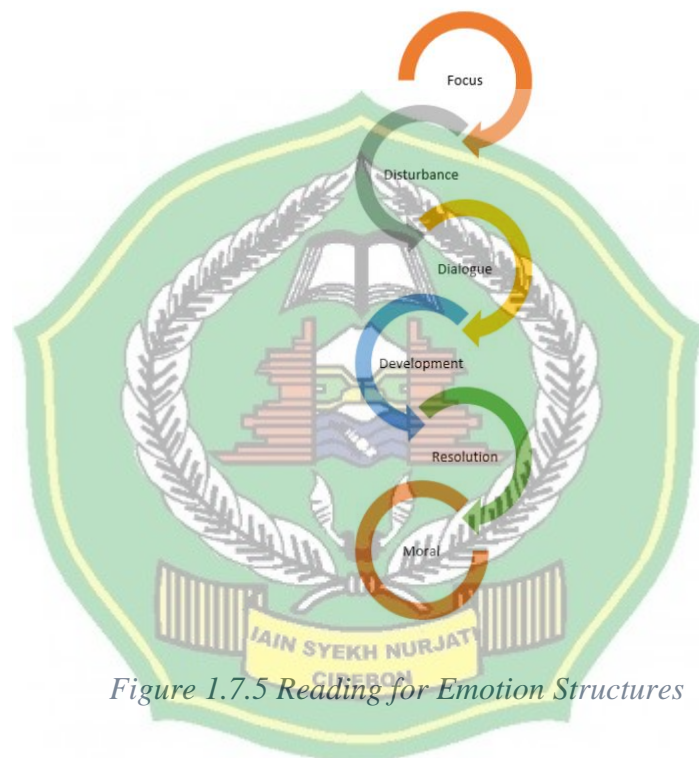 Focus
Disturbance
Dialogue
Development
Resolution
Moral
IAIN SYEKH NURJATI
CIREBON
Figure 1.7.5 Reading for Emotion Structures